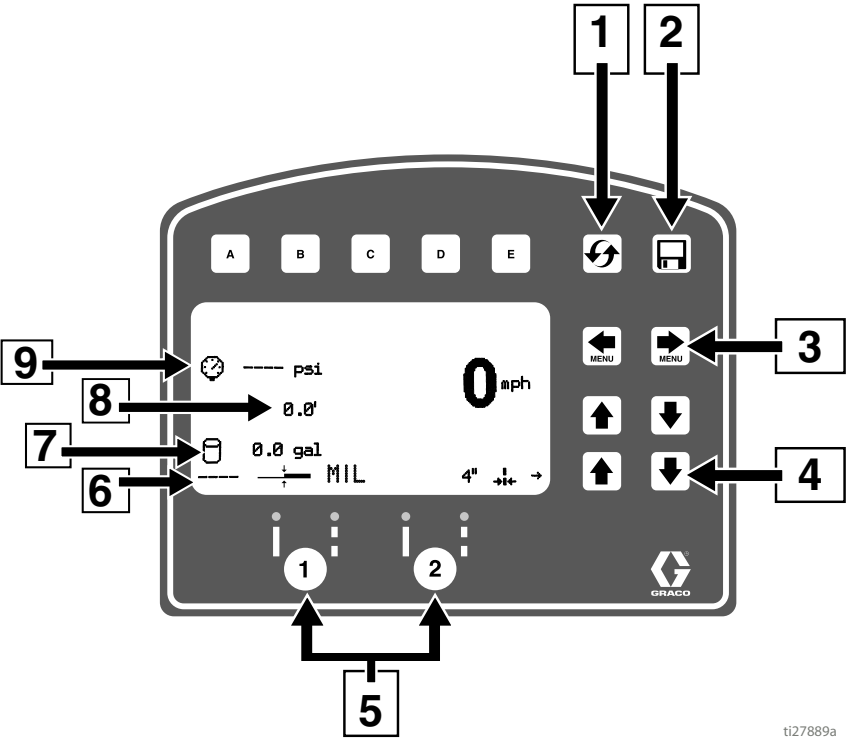 1 2
A B C D E
MENU MENU
3
9
---- psi
0 mph
8
0.0'
7
0.0 gal
6
---- MIL 4" →
4
1 2
GRACO
5
ti27889a